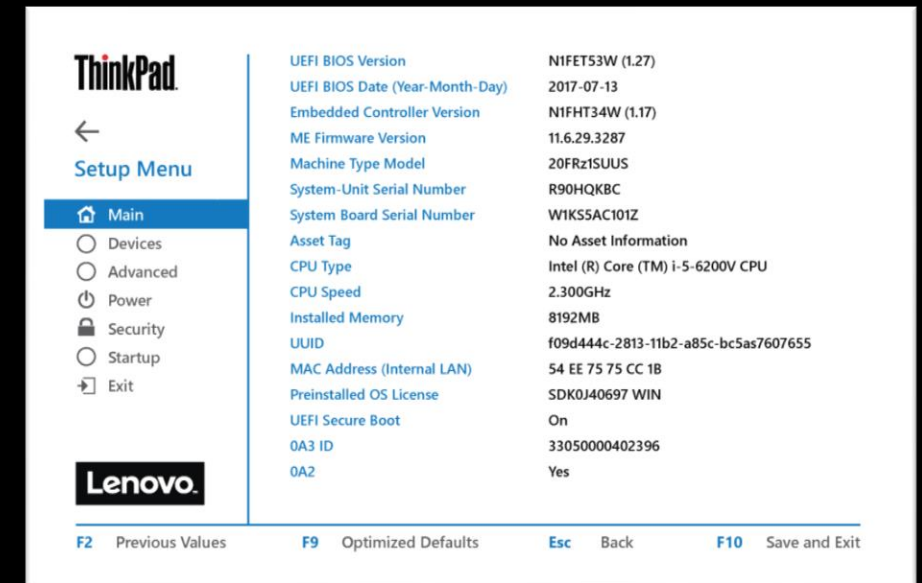 ThinkPad
Setup Menu
Main
Devices
Advanced
Power
Security
Startup
Exit
Lenovo
UEFI BIOS Version N1FET53W (1.27)
UEFI BIOS Date (Year-Month-Day) 2017-07-13
Embedded Controller Version N1FHT34W (1.17)
ME Firmware Version 11.6.29.3287
Machine Type Model 20FRz1SUUS
System-Unit Serial Number R90HQKBC
System Board Serial Number W1KS5AC101Z
Asset Tag No Asset Information
CPU Type Intel (R) Core (TM) i-5-6200V CPU
CPU Speed 2.300GHz
Installed Memory 8192MB
UUID f09d444c-2813-11b2-a85c-bc5as7607655
MAC Address (Internal LAN) 54 EE 75 75 CC 1B
Preinstalled OS License SDK0J40697 WIN
UEFI Secure Boot On
0A3 ID 33050000402396
0A2 Yes
F2 Previous Values F9 Optimized Defaults Esc Back F10 Save and Exit